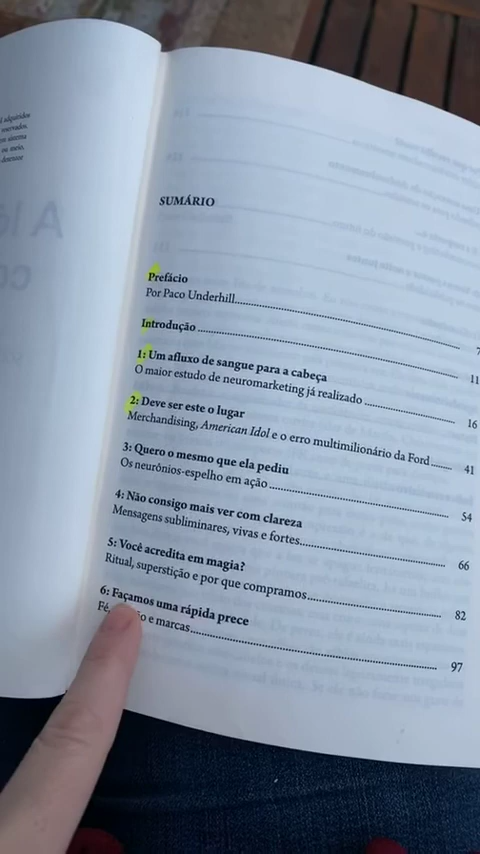 l adquiridos
reservados.
ou meio,
SUMÁRIO
Prefácio
Por Paco Underhill.......... 7
Introdução .......... 11
1: Um afluxo de sangue para a cabeça
O maior estudo de neuromarketing já realizado .......... 16
2: Deve ser este o lugar
Merchandising, American Idol e o erro multimilionário da Ford.......... 41
3: Quero o mesmo que ela pediu
Os neurônios-espelho em ação .......... 54
4: Não consigo mais ver com clareza
Mensagens subliminares, vivas e fortes.......... 66
5: Você acredita em magia?
Ritual, superstição e por que compramos.......... 82
6: Façamos uma rápida prece
Fé, e marcas.......... 97